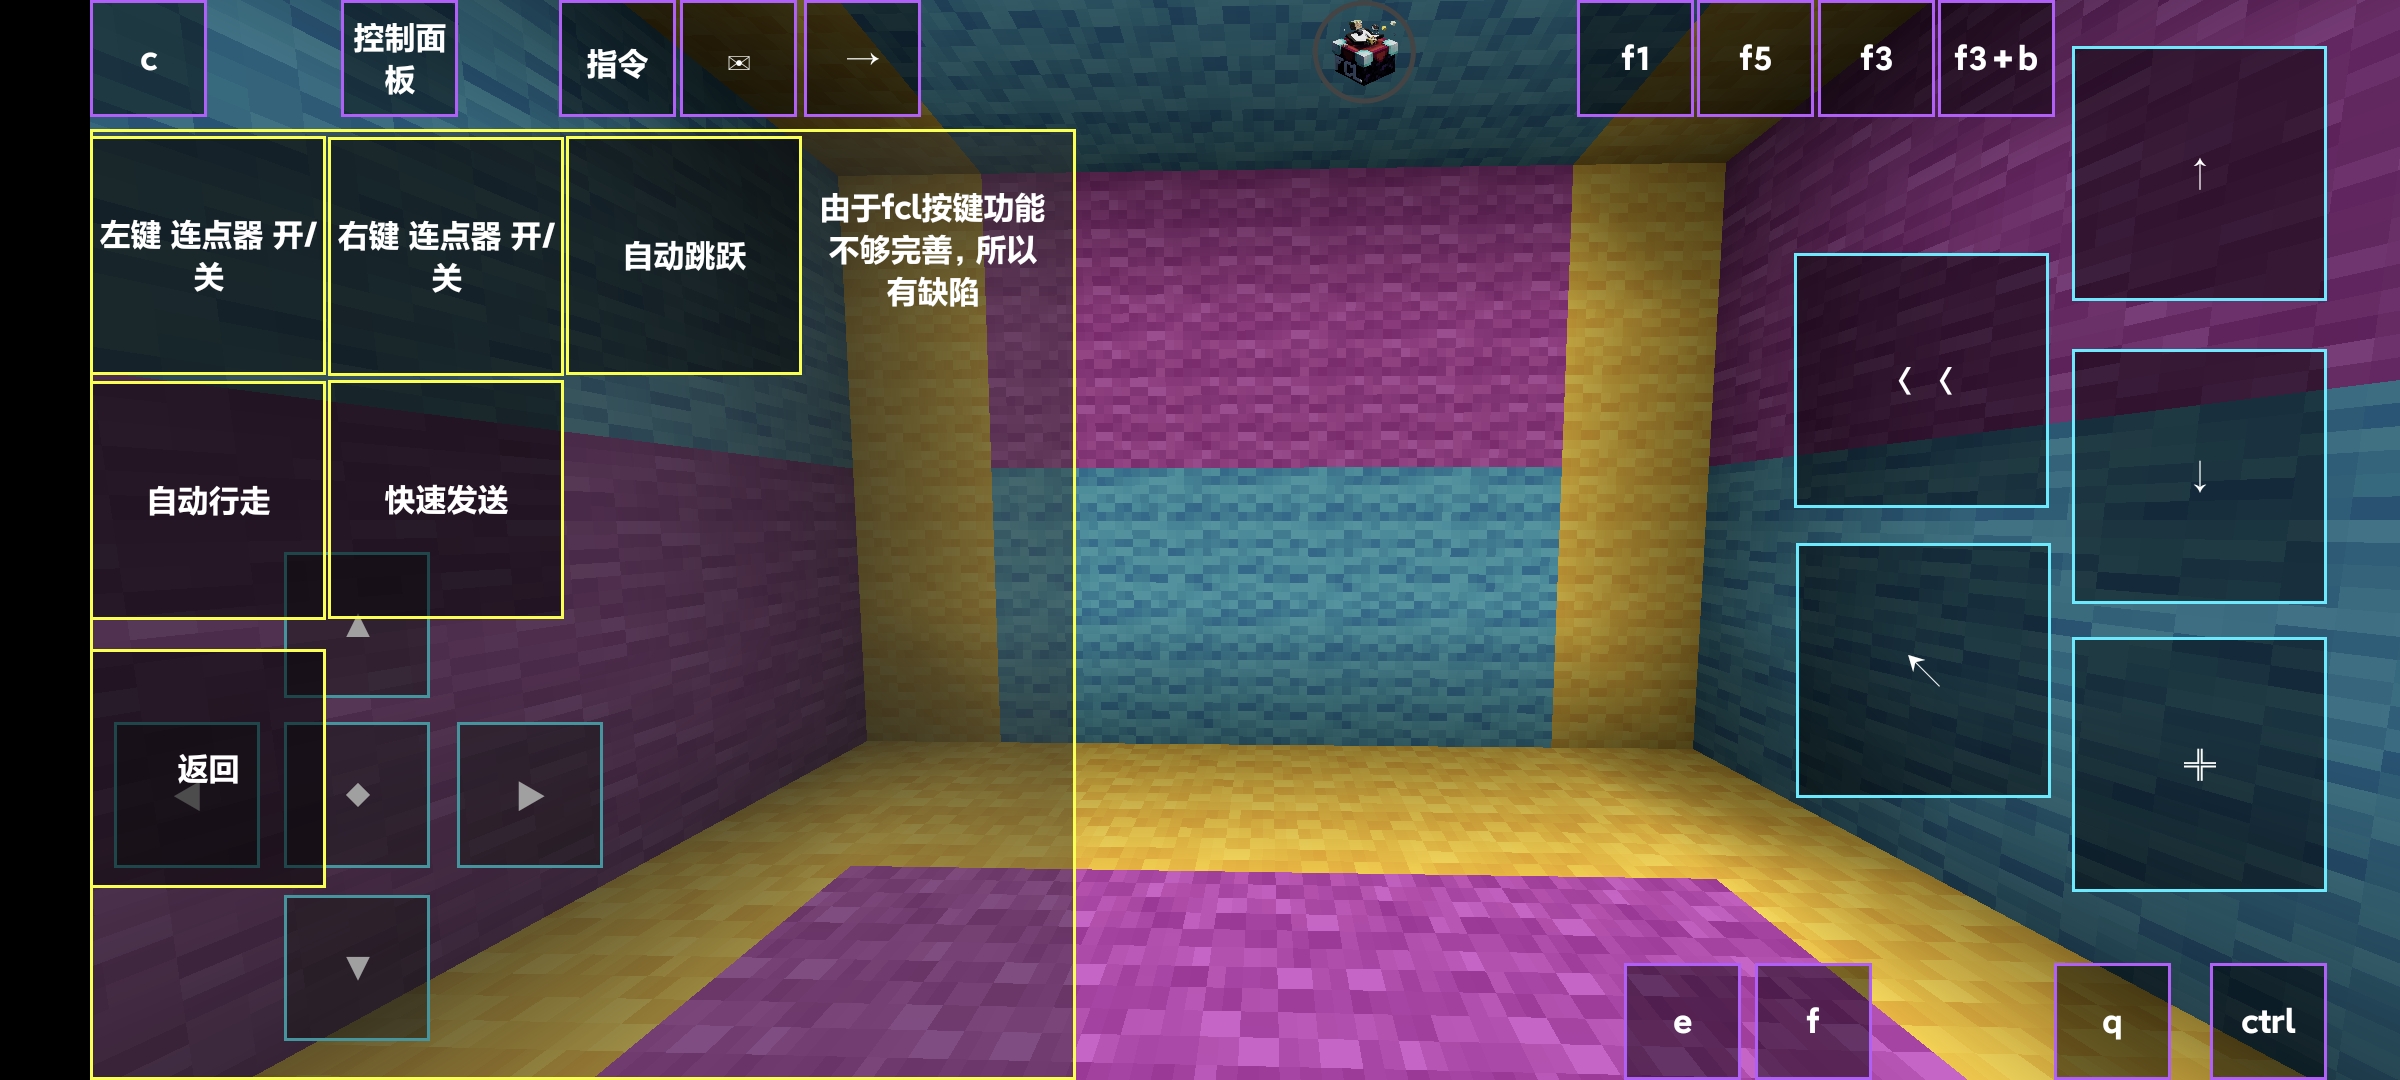 c
控制面
板
指令
✉
→
f1
f5
f3
f3+b
左键 连点器 开/
关
右键 连点器 开/
关
自动跳跃
由于fcl按键功能
不够完善，所以
有缺陷
↑
〈〈
自动行走
快速发送
↓
▲
↖
返回
◀
◆
▶
╬
▼
e
f
q
ctrl